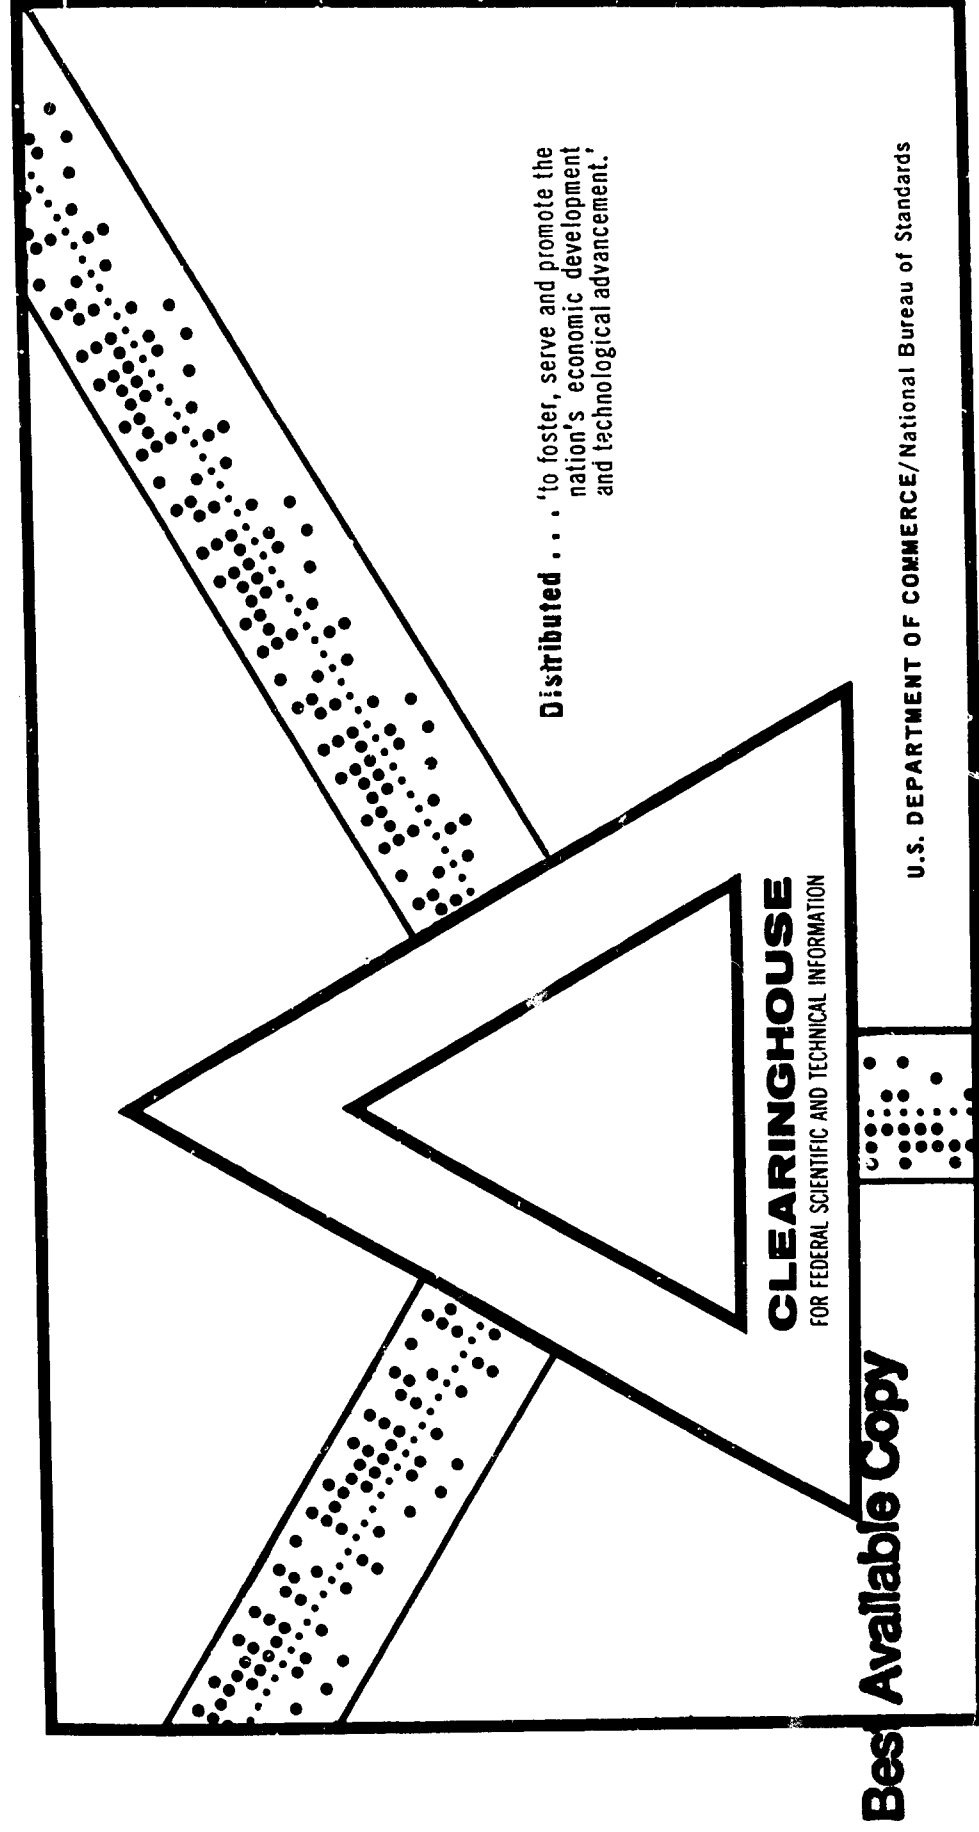 Distributed . . . 'to foster, serve and promote the
nation's economic development
and technological advancement.'
CLEARINGHOUSE
FOR FEDERAL SCIENTIFIC AND TECHNICAL INFORMATION
U.S. DEPARTMENT OF COMMERCE/National Bureau of Standards
Best Available Copy